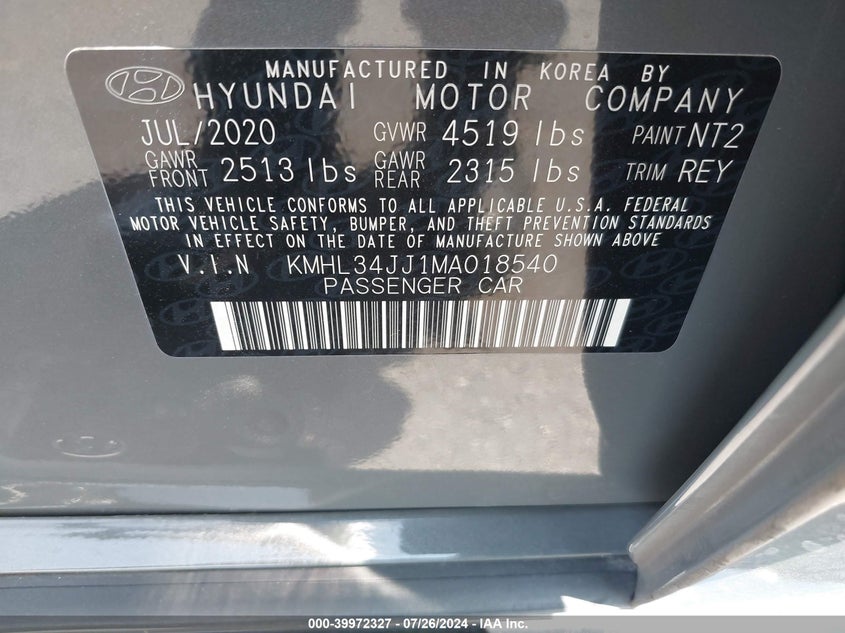 MANUFACTURED IN KOREA BY
HYUNDAI MOTOR COMPANY
JUL/2020 GVWR 4519 lbs PAINT NT2
GAWR FRONT 2513 lbs GAWR REAR 2315 lbs TRIM REY
THIS VEHICLE CONFORMS TO ALL APPLICABLE U.S.A. FEDERAL
MOTOR VEHICLE SAFETY, BUMPER, AND THEFT PREVENTION STANDARDS
IN EFFECT ON THE DATE OF MANUFACTURE SHOWN ABOVE
V.I.N KMHL34JJ1MA018540
PASSENGER CAR
000-39972327 / 07/26/2024 - IAA Inc.